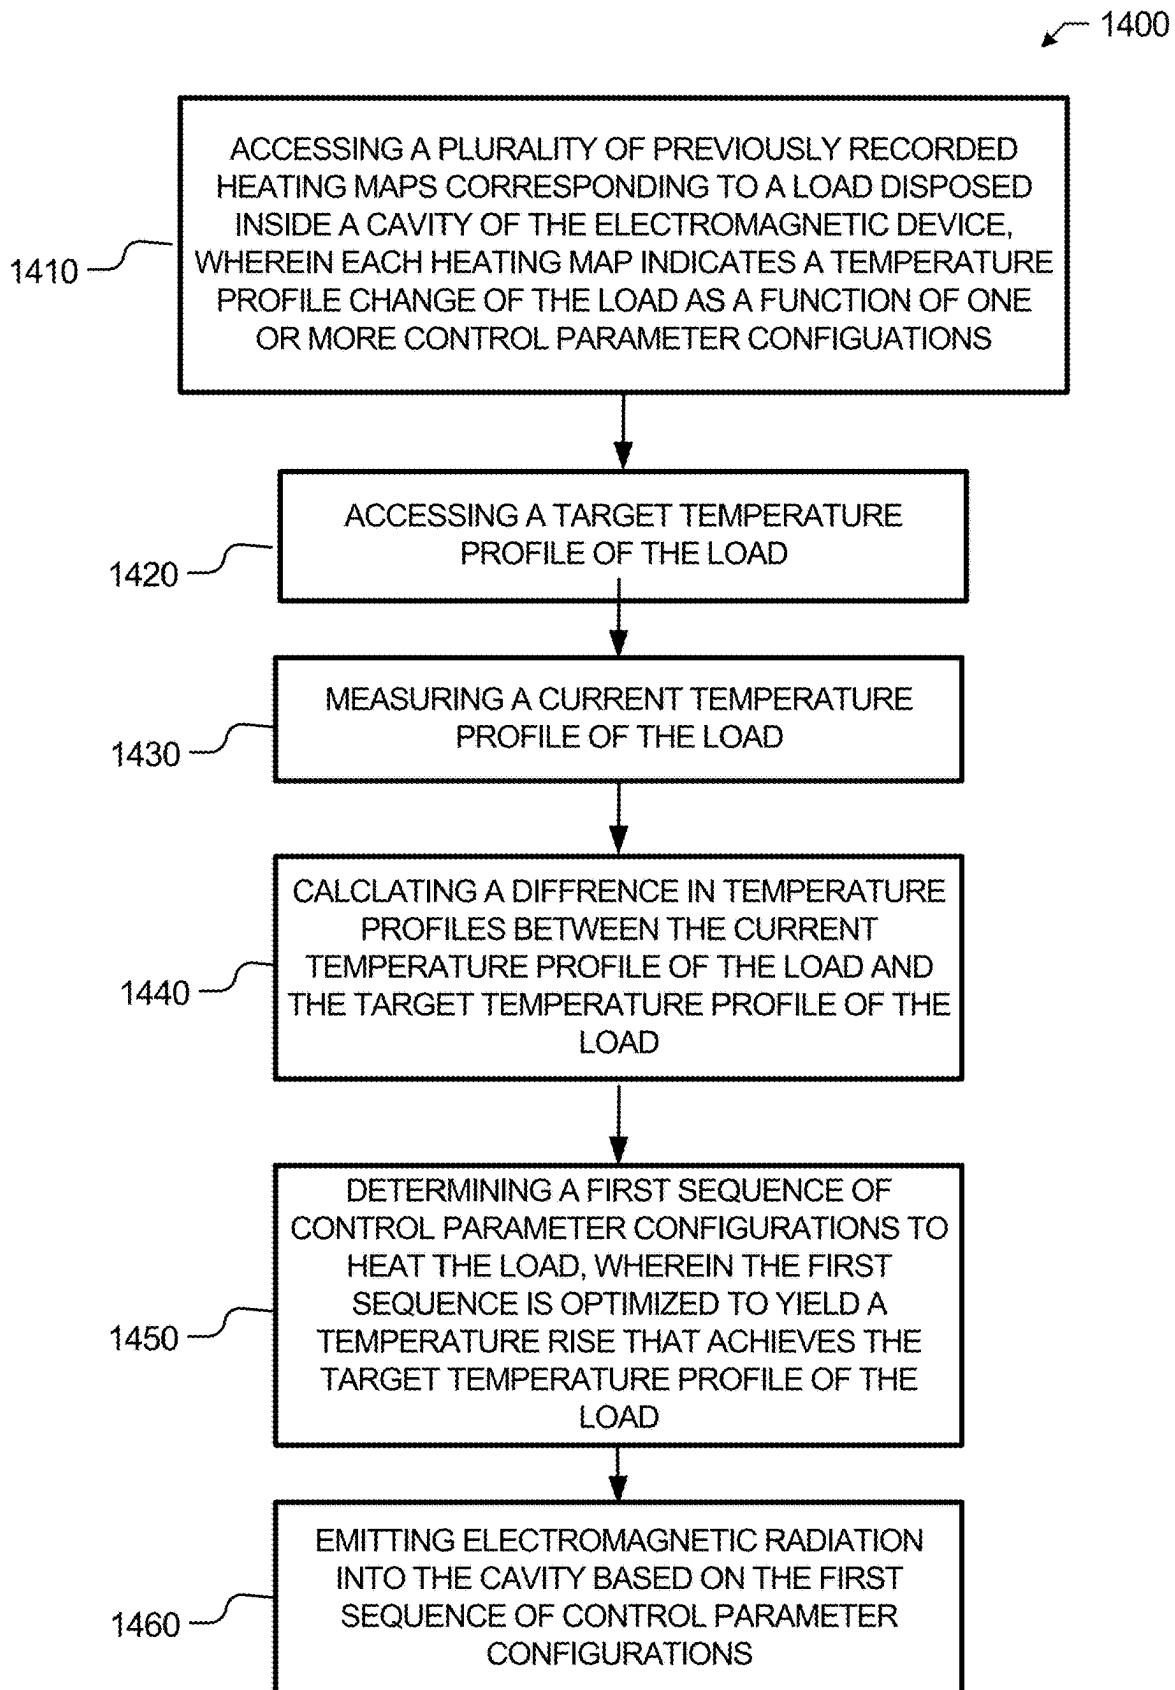 1400
ACCESSING A PLURALITY OF PREVIOUSLY RECORDED
HEATING MAPS CORRESPONDING TO A LOAD DISPOSED
INSIDE A CAVITY OF THE ELECTROMAGNETIC DEVICE,
WHEREIN EACH HEATING MAP INDICATES A TEMPERATURE
PROFILE CHANGE OF THE LOAD AS A FUNCTION OF ONE
OR MORE CONTROL PARAMETER CONFIGUATIONS
1410
ACCESSING A TARGET TEMPERATURE
PROFILE OF THE LOAD
1420
MEASURING A CURRENT TEMPERATURE
PROFILE OF THE LOAD
1430
CALCLATING A DIFFRENCE IN TEMPERATURE
PROFILES BETWEEN THE CURRENT
TEMPERATURE PROFILE OF THE LOAD AND
THE TARGET TEMPERATURE PROFILE OF THE
LOAD
1440
DETERMINING A FIRST SEQUENCE OF
CONTROL PARAMETER CONFIGURATIONS TO
HEAT THE LOAD, WHEREIN THE FIRST
SEQUENCE IS OPTIMIZED TO YIELD A
TEMPERATURE RISE THAT ACHIEVES THE
TARGET TEMPERATURE PROFILE OF THE
LOAD
1450
EMITTING ELECTROMAGNETIC RADIATION
INTO THE CAVITY BASED ON THE FIRST
SEQUENCE OF CONTROL PARAMETER
CONFIGURATIONS
1460